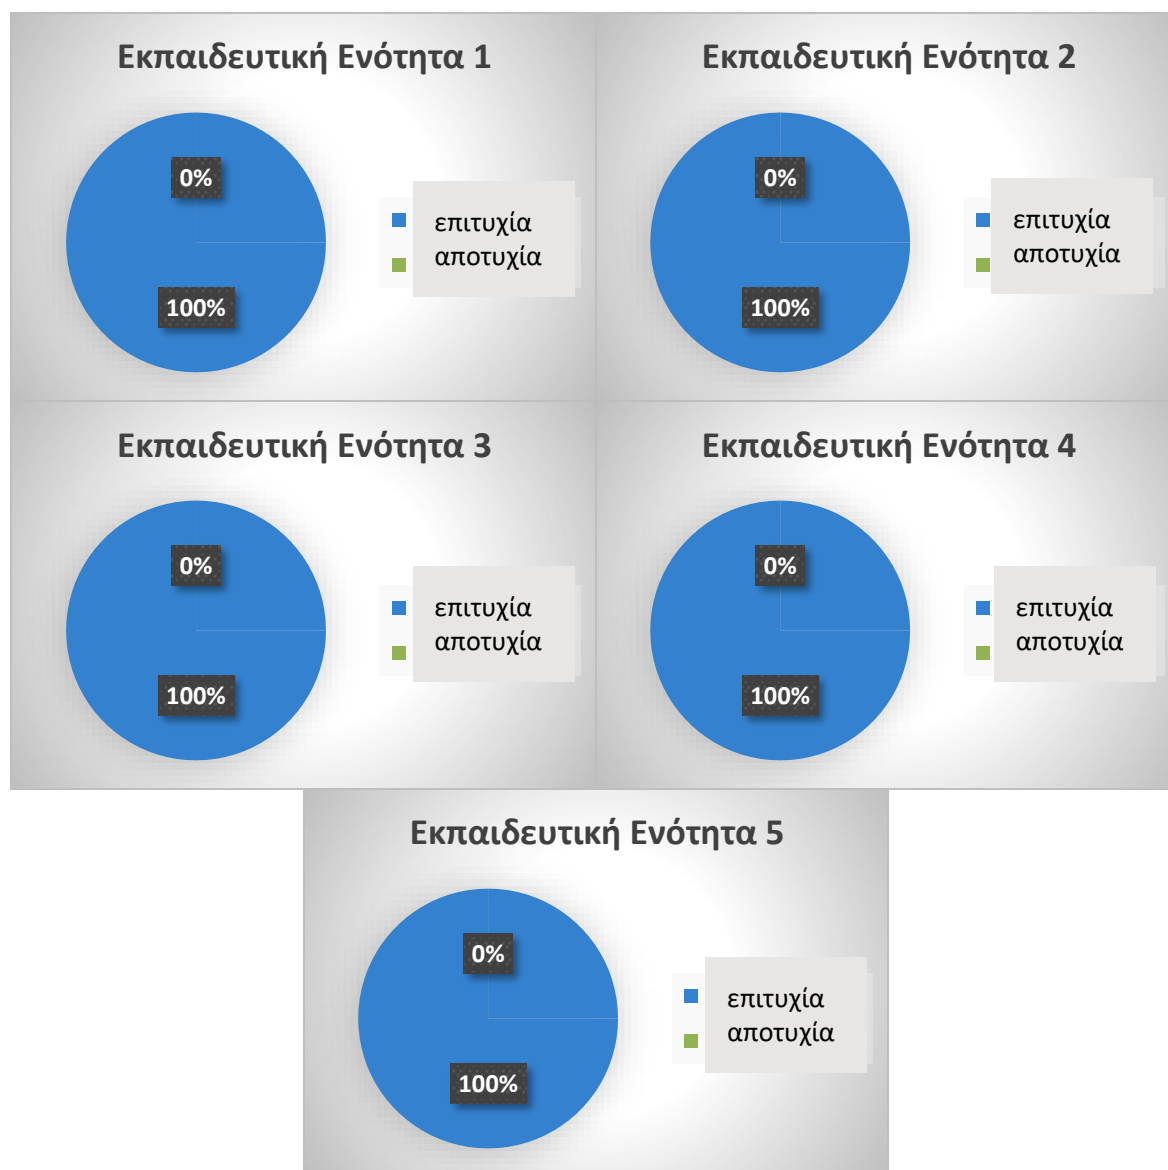 Εκπαιδευτική Ενότητα 1
0%
100%
επιτυχία
αποτυχία
Εκπαιδευτική Ενότητα 2
0%
100%
επιτυχία
αποτυχία
Εκπαιδευτική Ενότητα 3
0%
100%
επιτυχία
αποτυχία
Εκπαιδευτική Ενότητα 4
0%
100%
επιτυχία
αποτυχία
Εκπαιδευτική Ενότητα 5
0%
100%
επιτυχία
αποτυχία